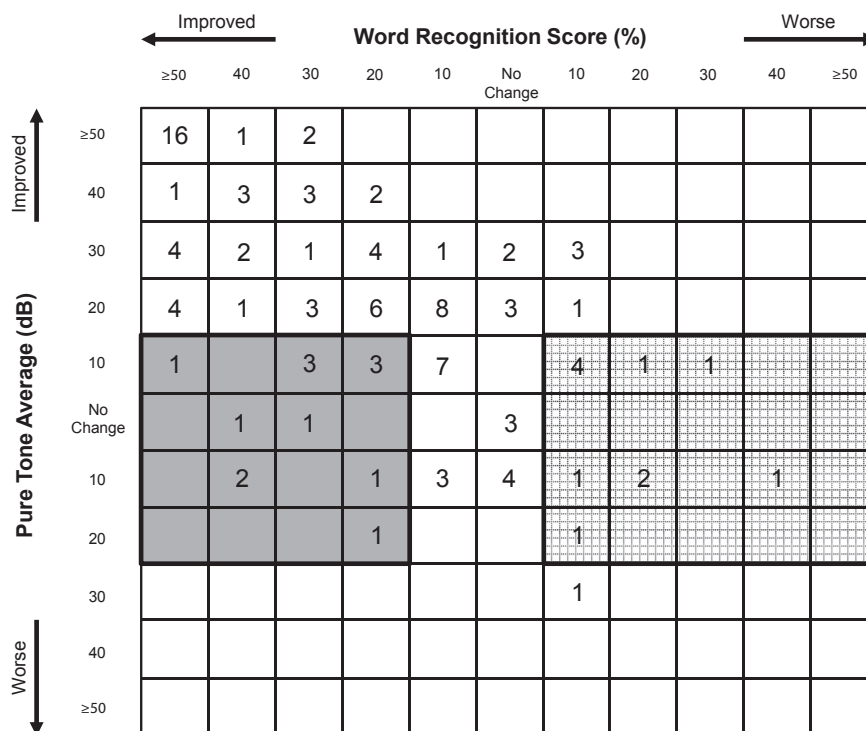 Improved Word Recognition Score (%) Worse
≥50 40 30 20 10 No Change 10 20 30 40 ≥50
Improved
Pure Tone Average (dB)
Worse
≥50 16 1 2
40 1 3 3 2
30 4 2 1 4 1 2 3
20 4 1 3 6 8 3 1
10 1 3 3 7 4 1 1
No Change 1 1 3
10 2 1 3 4 1 2 1
20 1 1
30 1
40
≥50